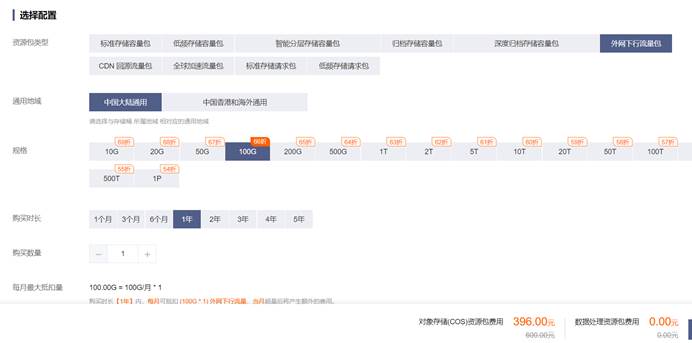 选择配置
资源包类型 标准存储容量包 低频存储容量包 智能分层存储容量包 归档存储容量包 深度归档存储容量包 外网下行流量包
CDN 回源流量包 全球加速流量包 标准存储请求包 低频存储请求包
通用地域 中国大陆通用 中国香港和海外通用
请选择与存储桶 所属地域 相对应的通用地域
69折 68折 67折 66折 65折 64折 63折 62折 61折 60折 59折 58折 57折
规格 10G 20G 50G 100G 200G 500G 1T 2T 5T 10T 20T 50T 100T
55折 54折
500T 1P
购买时长 1个月 3个月 6个月 1年 2年 3年 4年 5年
购买数量 － 1 +
每月最大抵扣量 100.00G = 100G/月 * 1
购买时长【1年】内，每月可抵扣 (100G * 1) 外网下行流量，当月超量后将产生额外的费用。
对象存储(COS)资源包费用 396.00元 数据处理资源包费用 0.00元
600.00元 0.00元